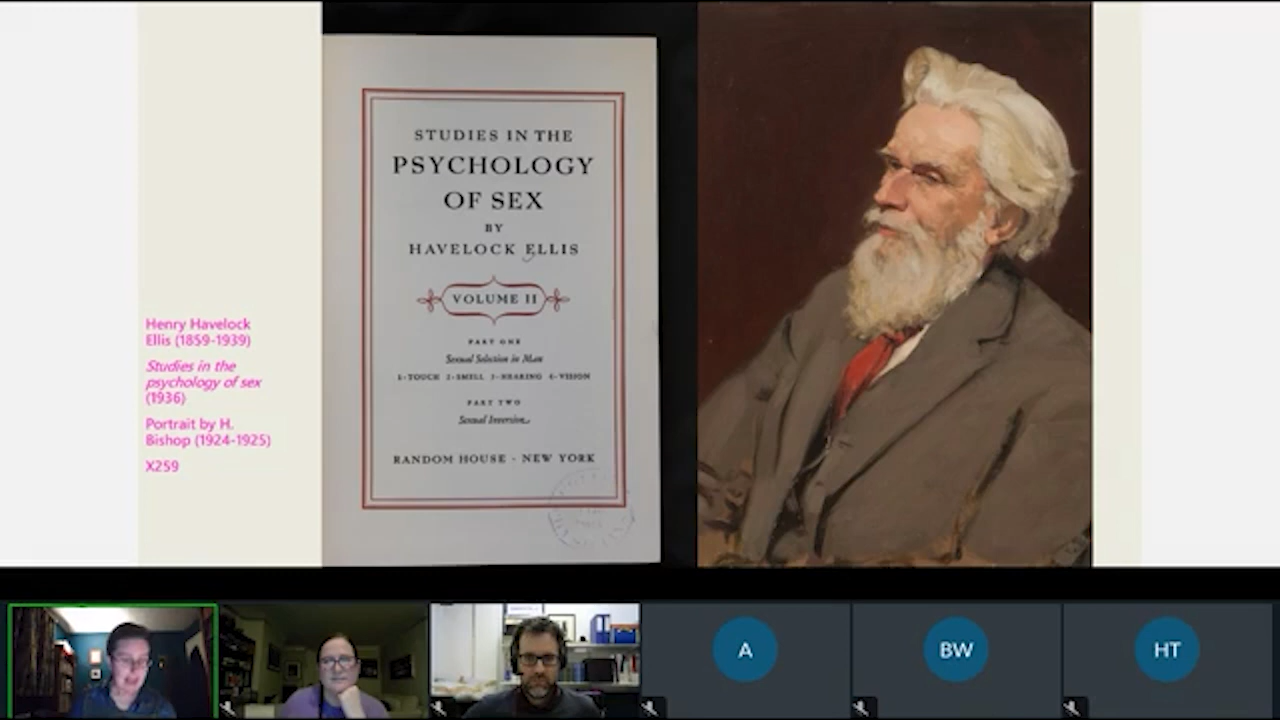 Henry Havelock
Ellis (1859-1939)
Studies in the
psychology of sex
(1936)
Portrait by H.
Bishop (1924-1925)
X259
STUDIES IN THE
PSYCHOLOGY
OF SEX
BY
HAVELOCK ELLIS
VOLUME II
PART ONE
Sexual Selection in Man
1-TOUCH 2-SMELL 3-HEARING 4-VISION
PART TWO
Sexual Inversion
RANDOM HOUSE - NEW YORK
A
BW
HT